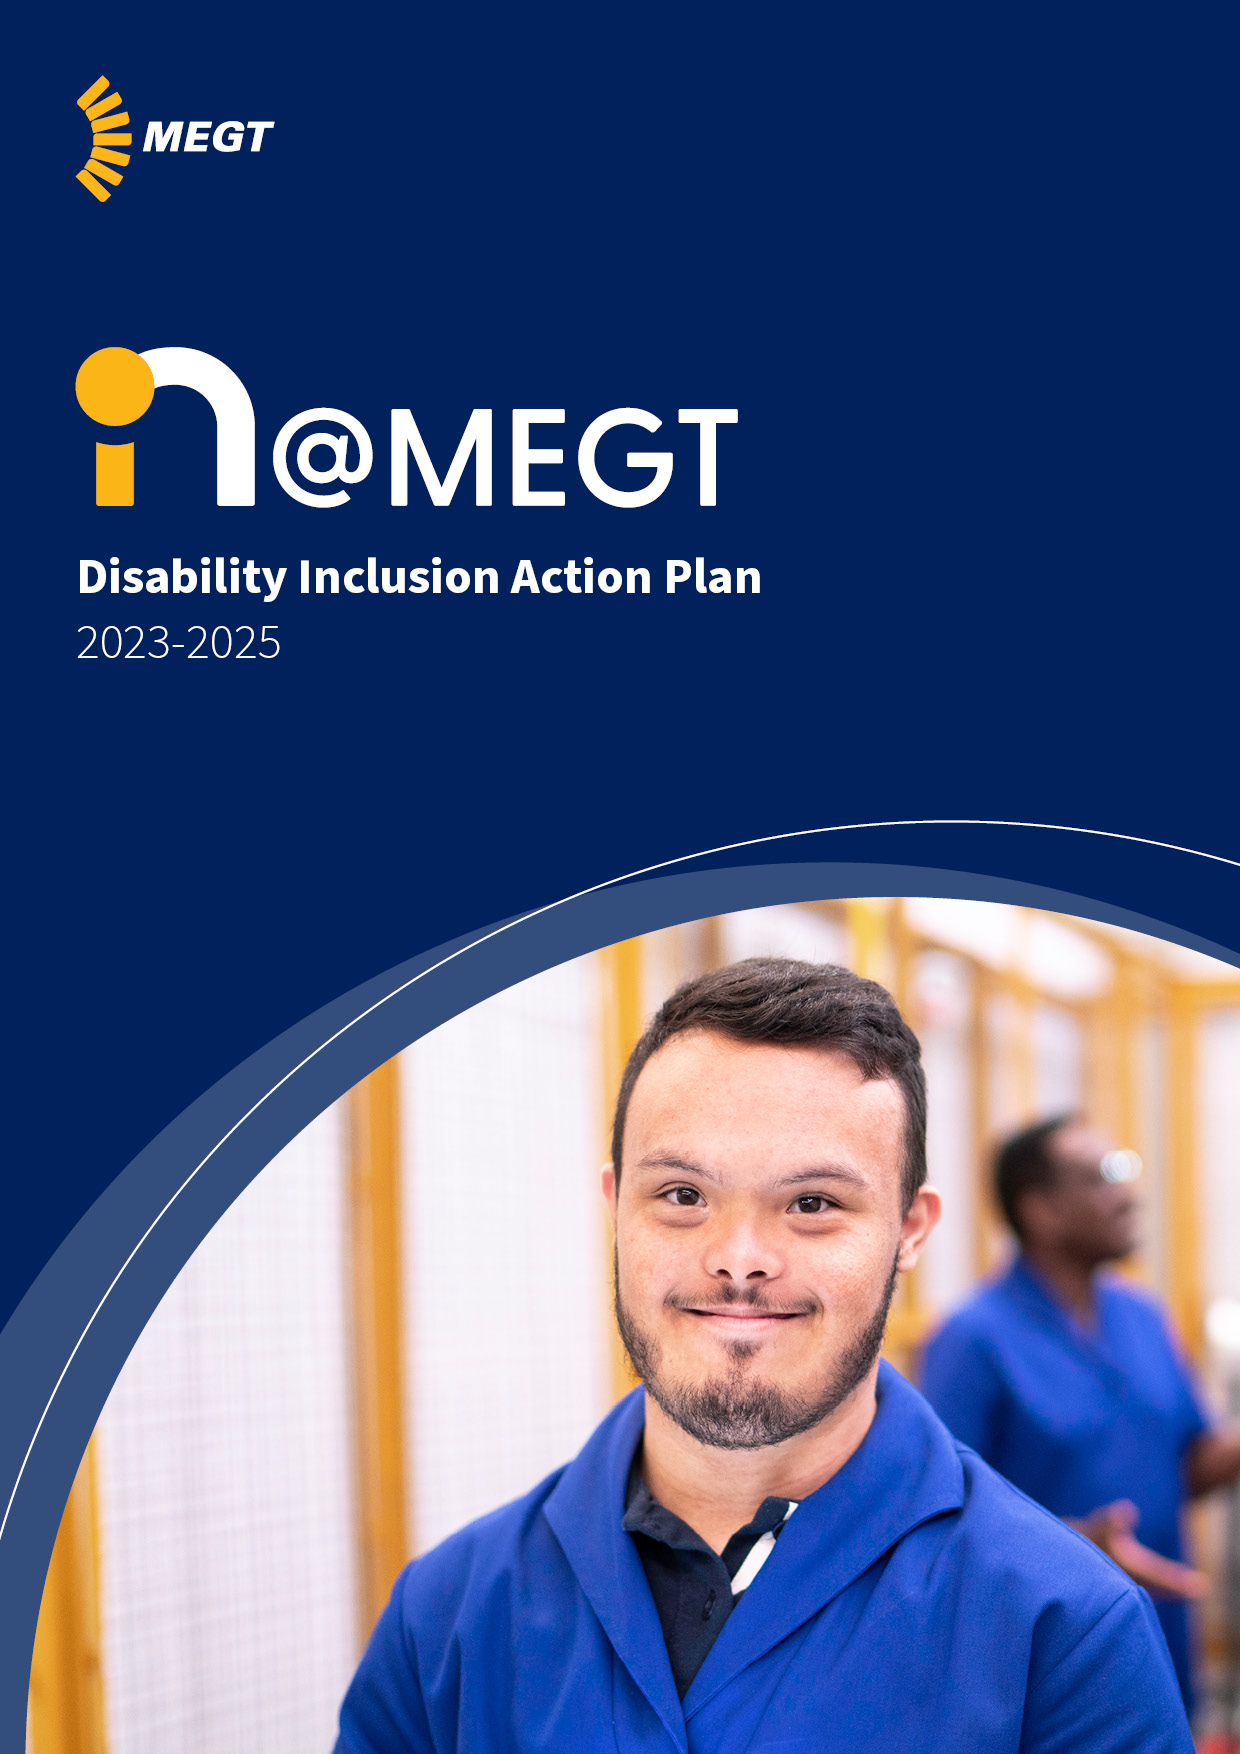 MEGT
in@MEGT
Disability Inclusion Action Plan
2023-2025